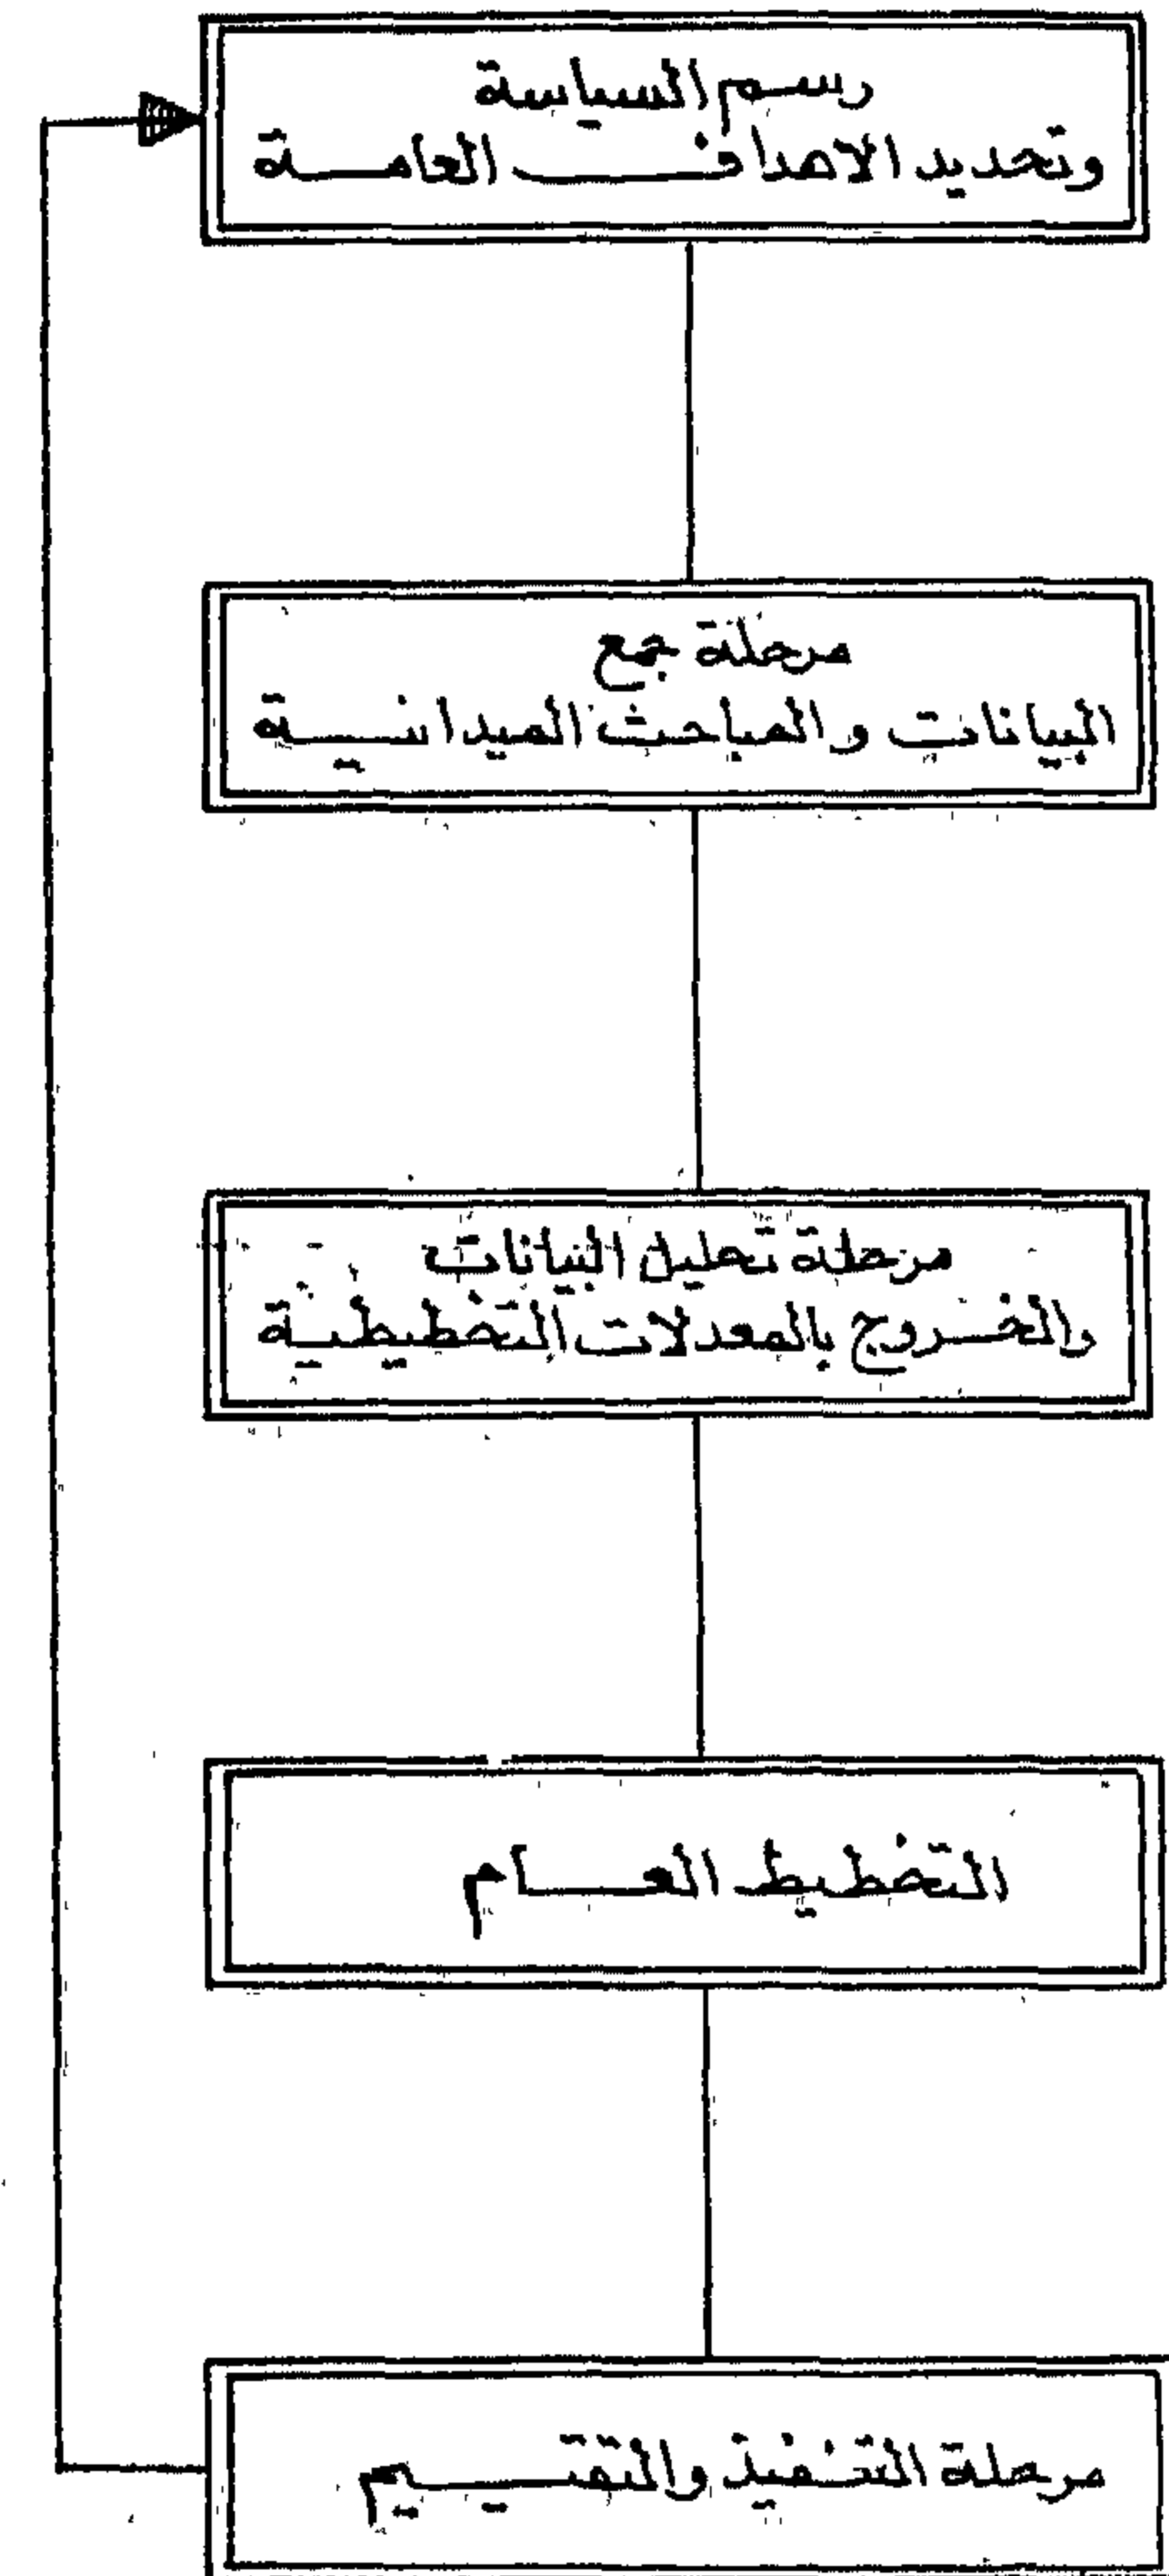 رسم السياسة
وتحديد الاهداف العامة
مرحلة جمع
البيانات والمباحث الميدانية
مرحلة تحليل البيانات
والخروج بالمعدلات التخطيطية
التخطيط العام
مرحلة التنفيذ والتقييم